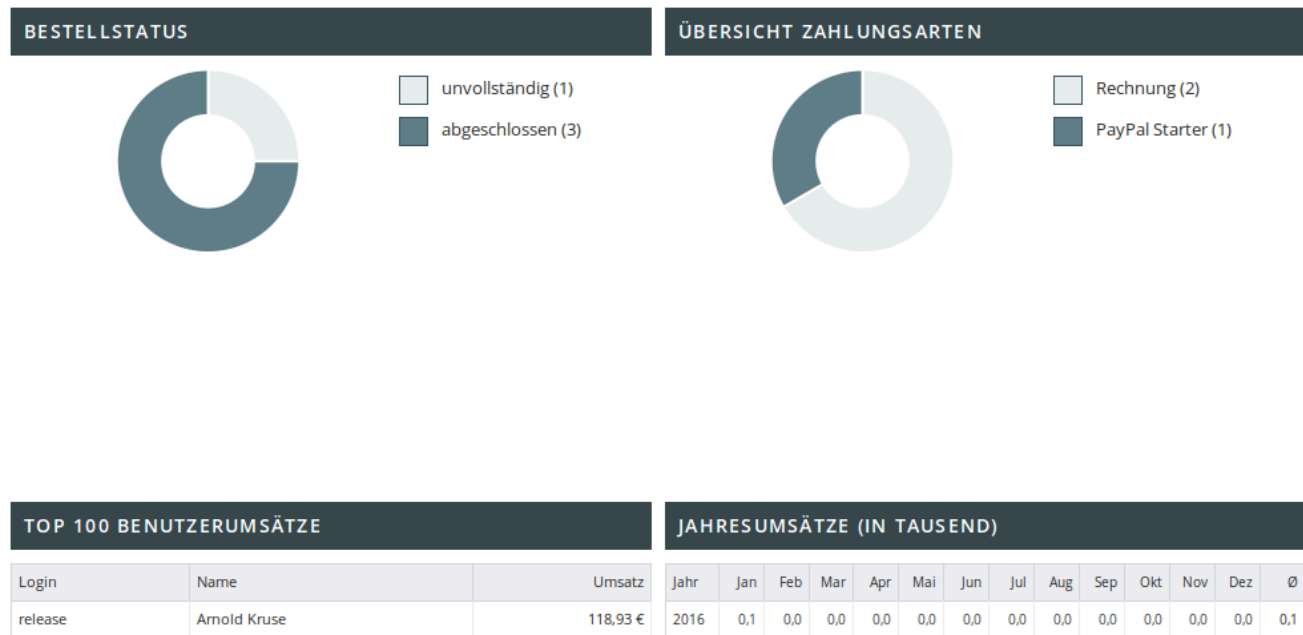 BESTELLSTATUS
unvollständig (1)
abgeschlossen (3)
ÜBERSICHT ZAHLUNGSARTEN
Rechnung (2)
PayPal Starter (1)
TOP 100 BENUTZERUMSÄTZE
Login Name Umsatz
release Arnold Kruse 118,93 €
JAHRESUMSÄTZE (IN TAUSEND)
Jahr Jan Feb Mar Apr Mai Jun Jul Aug Sep Okt Nov Dez Ø
2016 0,1 0,0 0,0 0,0 0,0 0,0 0,0 0,0 0,0 0,0 0,0 0,0 0,1